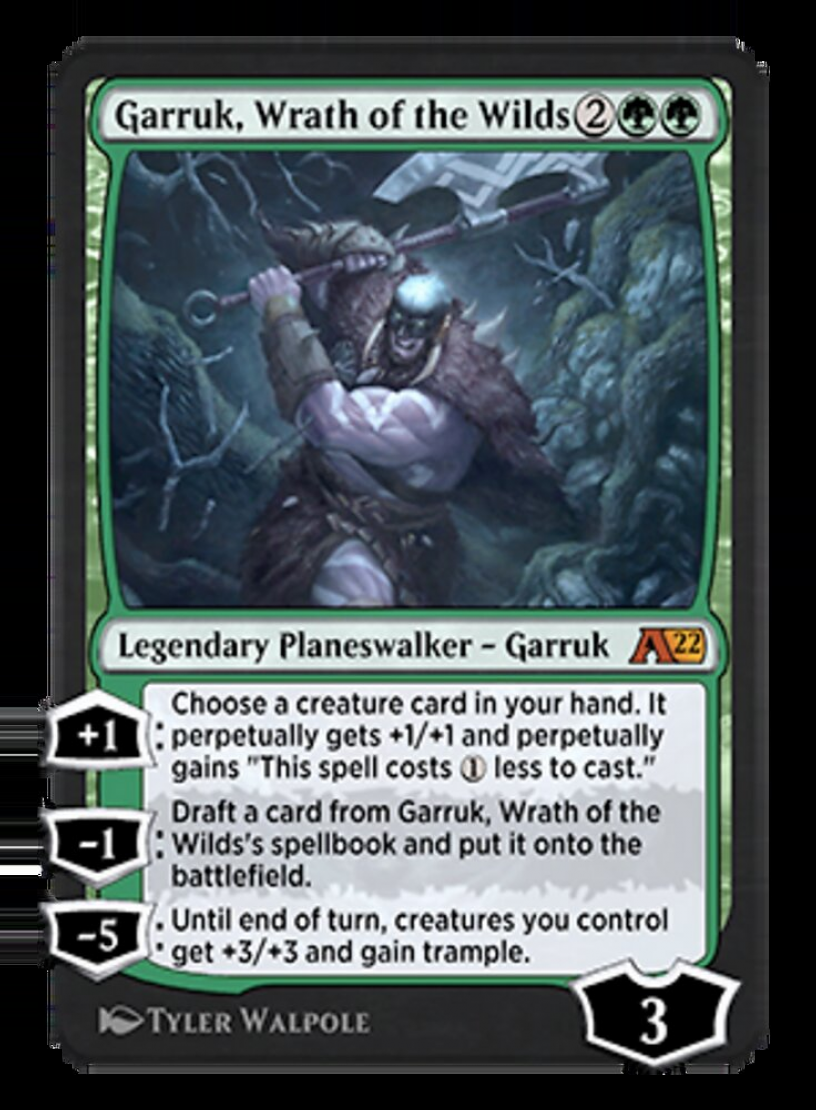 Garruk, Wrath of the Wilds 2
Legendary Planeswalker – Garruk A22
+1: Choose a creature card in your hand. It
perpetually gets +1/+1 and perpetually
gains "This spell costs 1 less to cast."
-1: Draft a card from Garruk, Wrath of the
Wilds's spellbook and put it onto the
battlefield.
-5: Until end of turn, creatures you control
get +3/+3 and gain trample.
Tyler Walpole
3